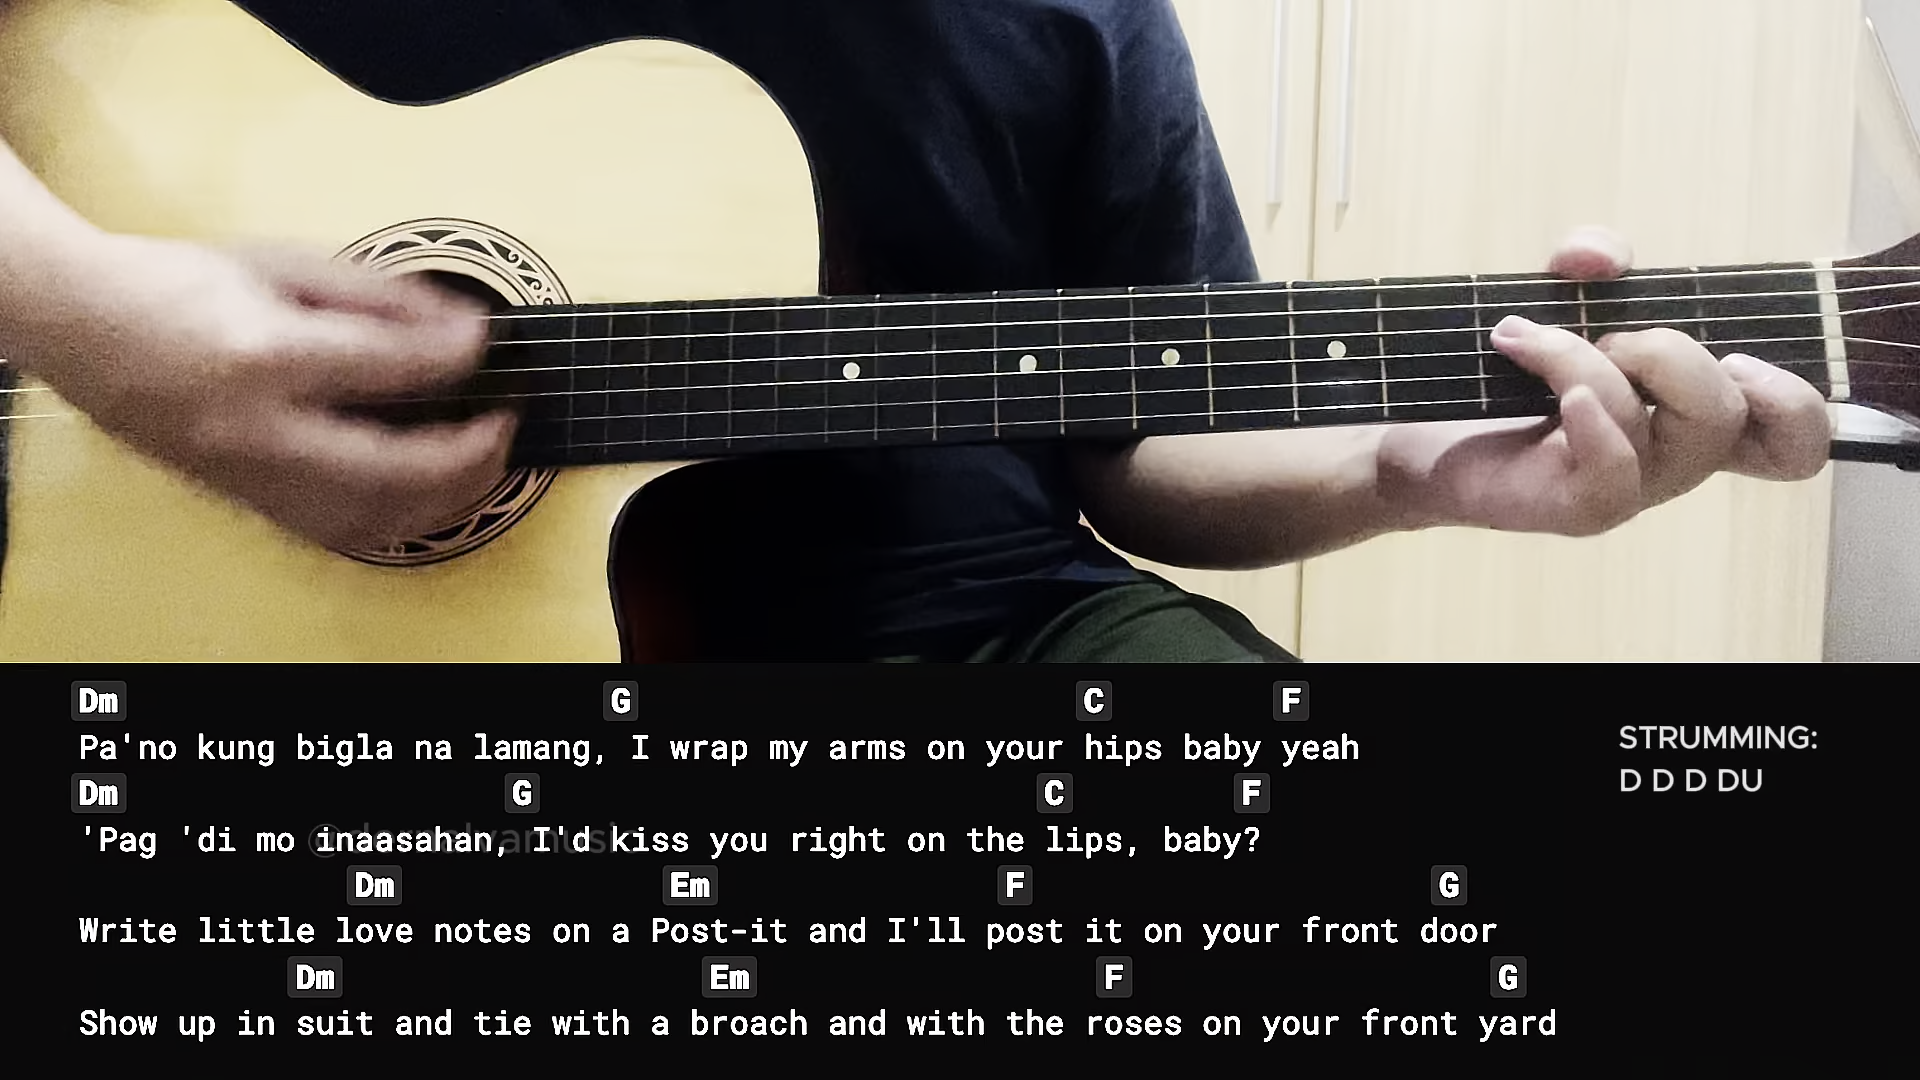 Dm G C F
Pa'no kung bigla na lamang, I wrap my arms on your hips baby yeah
Dm G C F
'Pag 'di mo inaasahan, I'd kiss you right on the lips, baby?
Dm Em F G
Write little love notes on a Post-it and I'll post it on your front door
Dm Em F G
Show up in suit and tie with a broach and with the roses on your front yard
STRUMMING:
D D D DU